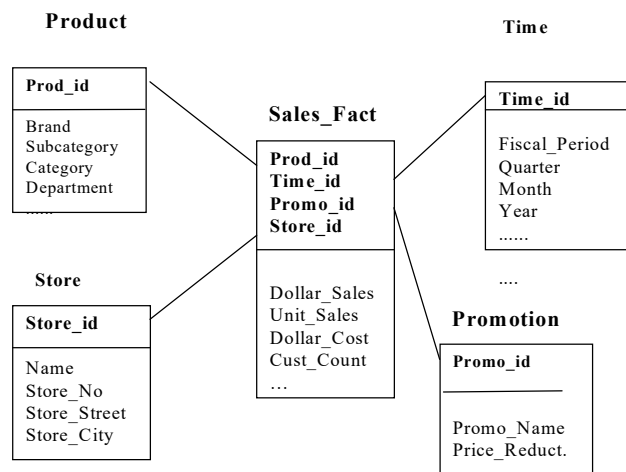 Product
Prod_id
Brand
Subcategory
Category
Department
......
Time
Time_id
Fiscal_Period
Quarter
Month
Year
......
....
Sales_Fact
Prod_id
Time_id
Promo_id
Store_id
Dollar_Sales
Unit_Sales
Dollar_Cost
Cust_Count
…
Store
Store_id
Name
Store_No
Store_Street
Store_City
Promotion
Promo_id
Promo_Name
Price_Reduct.